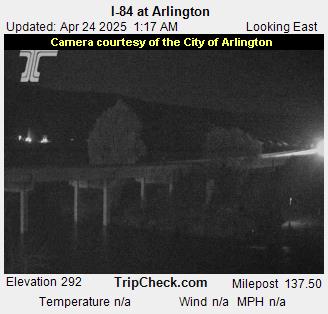 I-84 at Arlington
Updated: Apr 24 2025 1:17 AM Looking East
Camera courtesy of the City of Arlington
Elevation 292 TripCheck.com Milepost 137.50
Temperature n/a Wind n/a MPH n/a